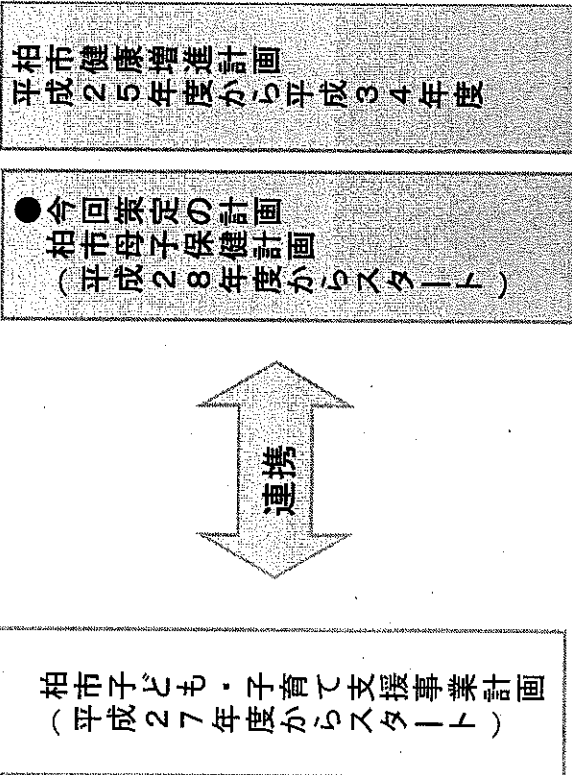 柏市健康増進計画
平成25年度から平成34年度
●今回策定の計画
柏市母子保健計画
（平成28年度からスタート）
連携
柏市子ども・子育て支援事業計画
（平成27年度からスタート）